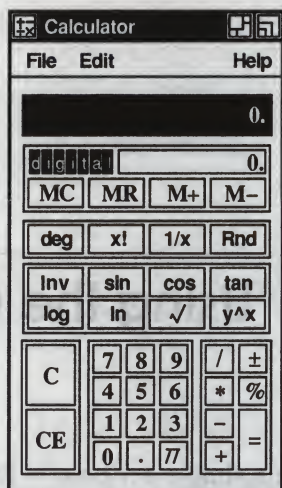 Calculator
File Edit Help
0.
digital 0.
MC MR M+ M−
deg x! 1/x Rnd
Inv sin cos tan
log ln √ y^x
C 7 8 9 / ±
4 5 6 * %
CE 1 2 3 − =
0 . π +